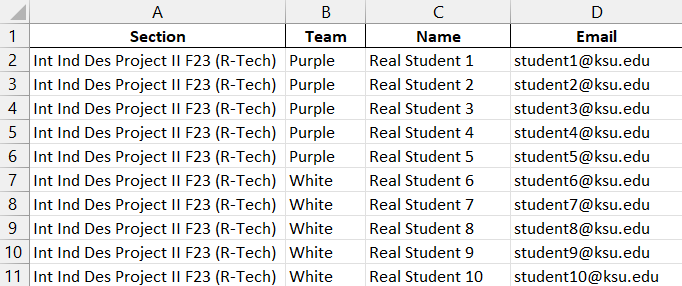 A B C D
1 Section Team Name Email
2 Int Ind Des Project II F23 (R-Tech) Purple Real Student 1 student1@ksu.edu
3 Int Ind Des Project II F23 (R-Tech) Purple Real Student 2 student2@ksu.edu
4 Int Ind Des Project II F23 (R-Tech) Purple Real Student 3 student3@ksu.edu
5 Int Ind Des Project II F23 (R-Tech) Purple Real Student 4 student4@ksu.edu
6 Int Ind Des Project II F23 (R-Tech) Purple Real Student 5 student5@ksu.edu
7 Int Ind Des Project II F23 (R-Tech) White Real Student 6 student6@ksu.edu
8 Int Ind Des Project II F23 (R-Tech) White Real Student 7 student7@ksu.edu
9 Int Ind Des Project II F23 (R-Tech) White Real Student 8 student8@ksu.edu
10 Int Ind Des Project II F23 (R-Tech) White Real Student 9 student9@ksu.edu
11 Int Ind Des Project II F23 (R-Tech) White Real Student 10 student10@ksu.edu